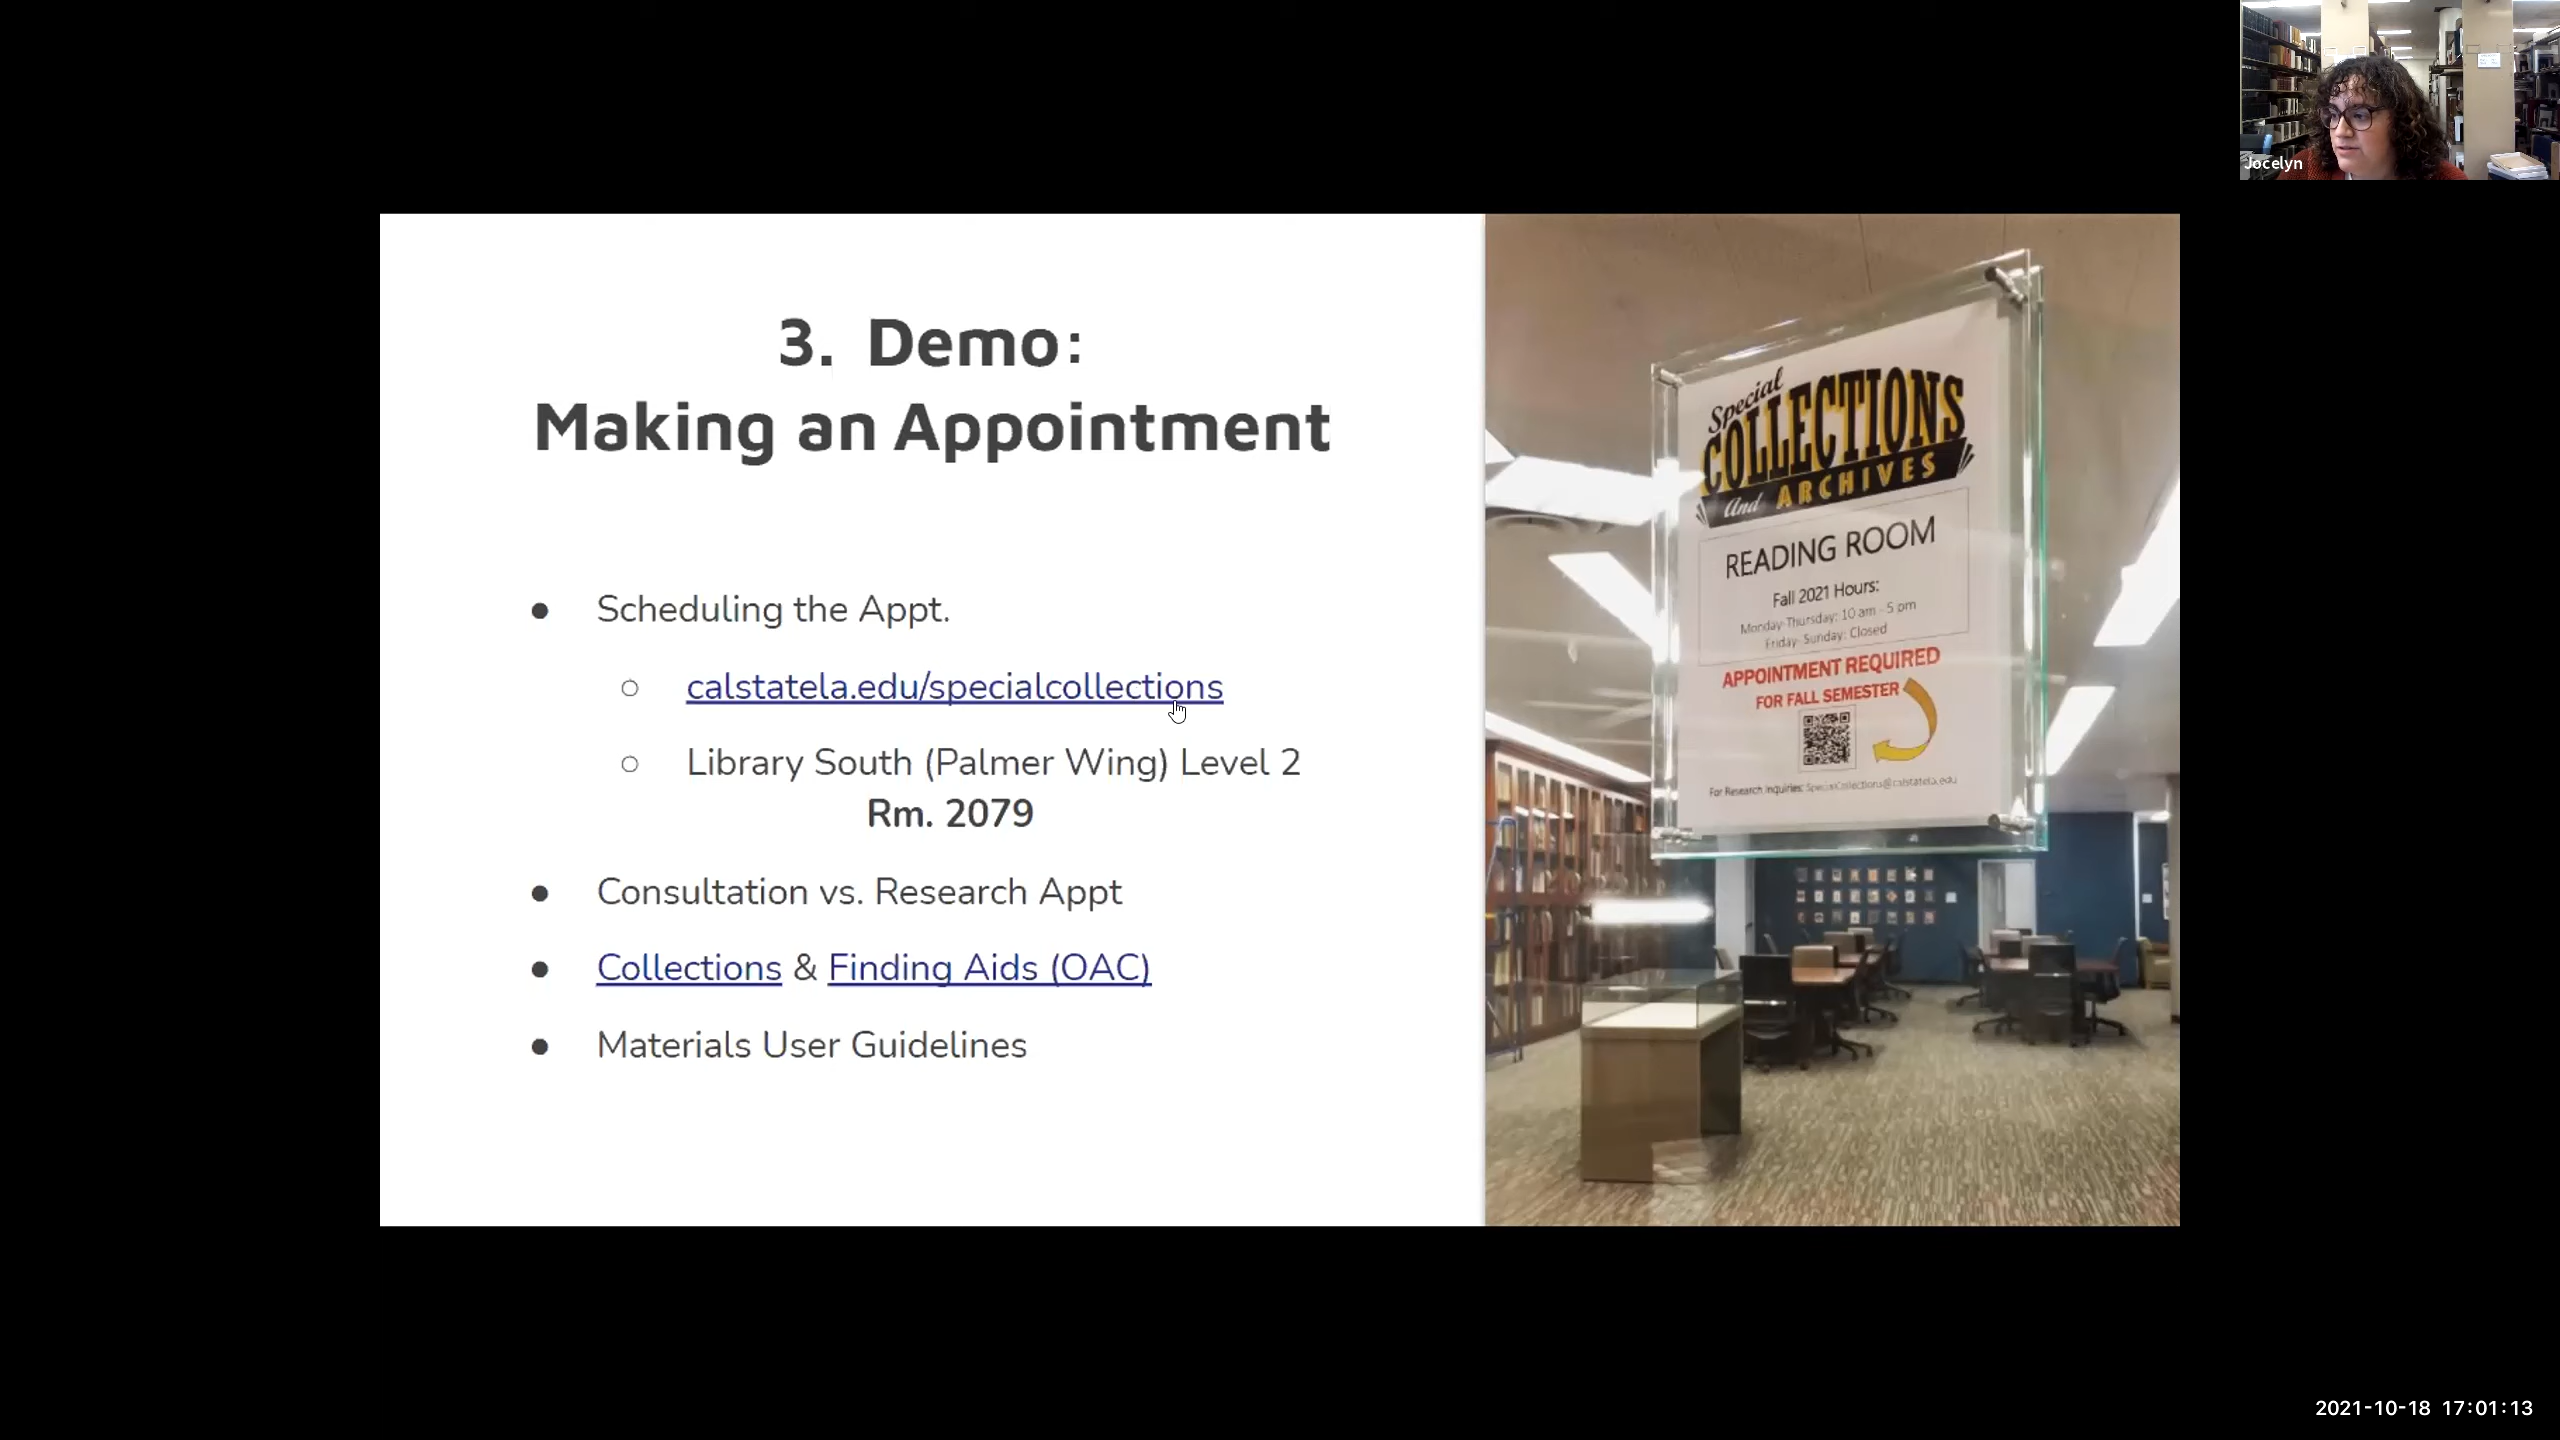 Jocelyn
3. Demo:
Making an Appointment
● Scheduling the Appt.
○ calstatela.edu/specialcollections
○ Library South (Palmer Wing) Level 2
Rm. 2079
● Consultation vs. Research Appt
● Collections & Finding Aids (OAC)
● Materials User Guidelines
Special
COLLECTIONS
And ARCHIVES
READING ROOM
Fall 2021 Hours:
Monday-Thursday: 10 am - 5 pm
Friday- Sunday: Closed
APPOINTMENT REQUIRED
FOR FALL SEMESTER
For Research Inquiries: SpecialCollections@calstatela.edu
2021-10-18 17:01:13